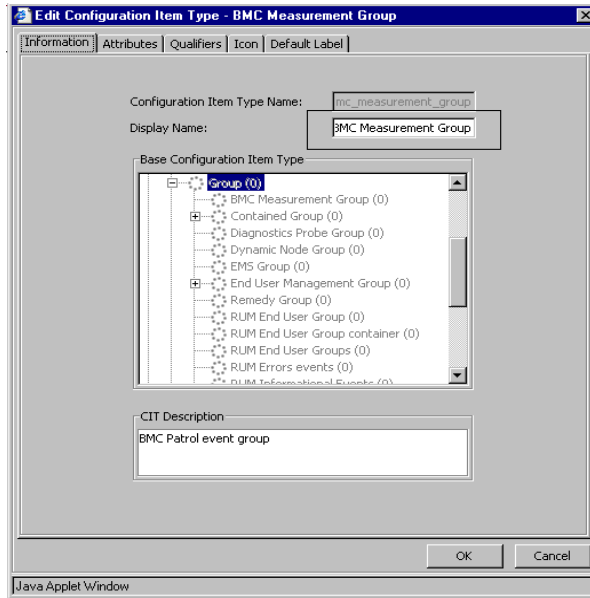 Edit Configuration Item Type - BMC Measurement Group
Information Attributes Qualifiers Icon Default Label
Configuration Item Type Name: mc_measurement_group
Display Name: BMC Measurement Group
Base Configuration Item Type
Group (0)
BMC Measurement Group (0)
Contained Group (0)
Diagnostics Probe Group (0)
Dynamic Node Group (0)
EMS Group (0)
End User Management Group (0)
Remedy Group (0)
RUM End User Group (0)
RUM End User Group container (0)
RUM End User Groups (0)
RUM Errors events (0)
RUM Informational Events (0)
CIT Description
BMC Patrol event group
OK Cancel
Java Applet Window